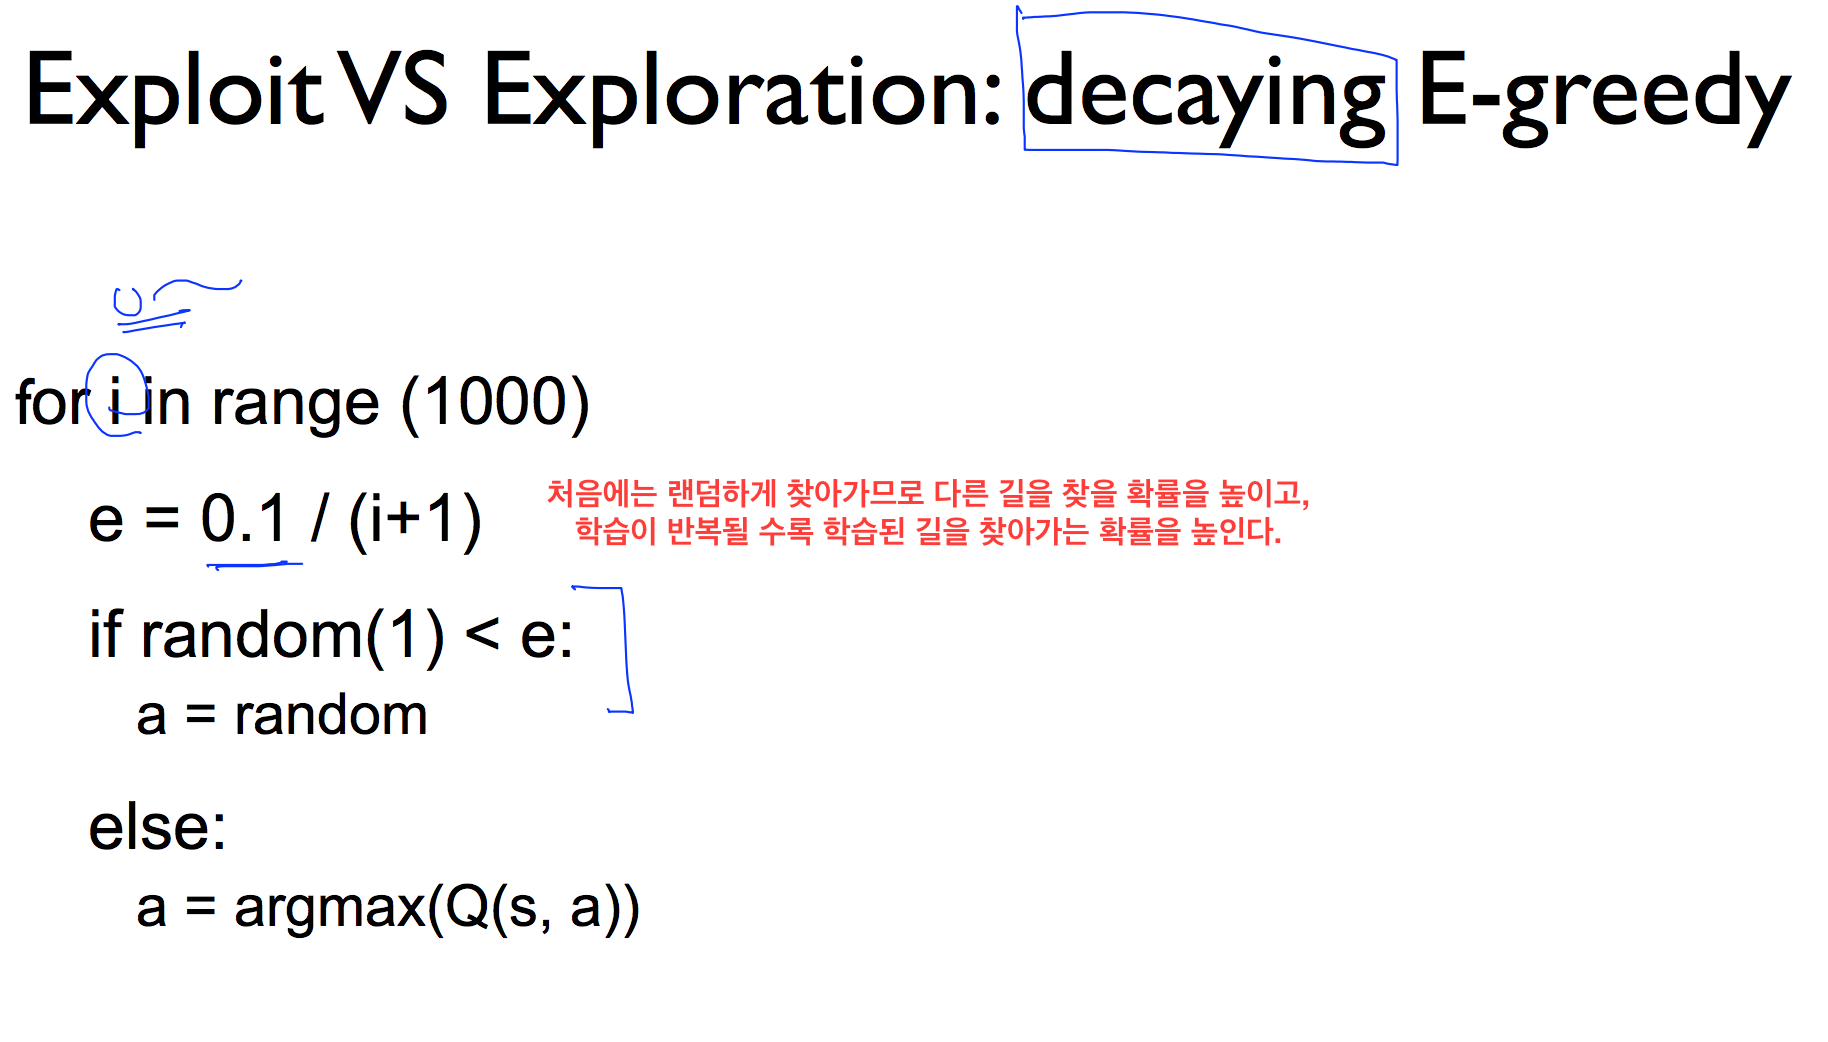 Exploit VS Exploration: decaying E-greedy
0
for i in range (1000)
e = 0.1 / (i+1)
처음에는 랜덤하게 찾아가므로 다른 길을 찾을 확률을 높이고,
학습이 반복될 수록 학습된 길을 찾아가는 확률을 높인다.
if random(1) < e:
a = random
else:
a = argmax(Q(s, a))